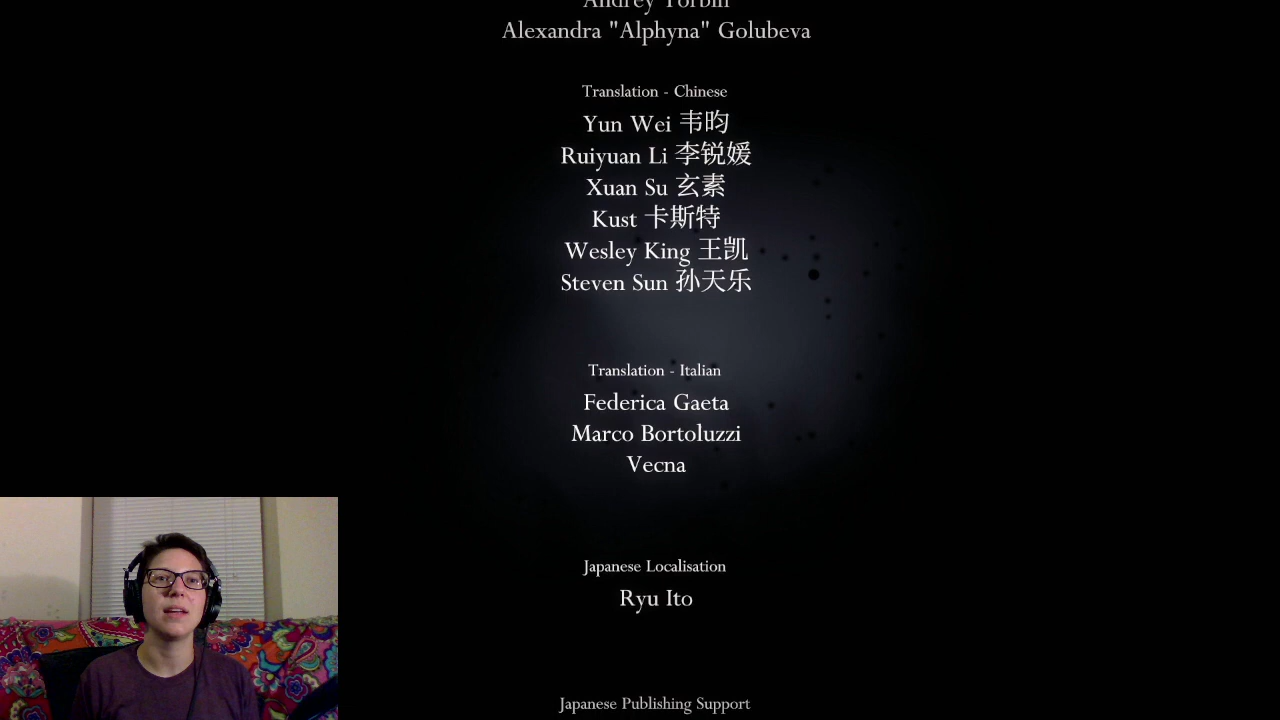 Andrey Torbin
Alexandra "Alphyna" Golubeva
Translation - Chinese
Yun Wei 韦昀
Ruiyuan Li 李锐媛
Xuan Su 玄素
Kust 卡斯特
Wesley King 王凯
Steven Sun 孙天乐
Translation - Italian
Federica Gaeta
Marco Bortoluzzi
Vecna
Japanese Localisation
Ryu Ito
Japanese Publishing Support